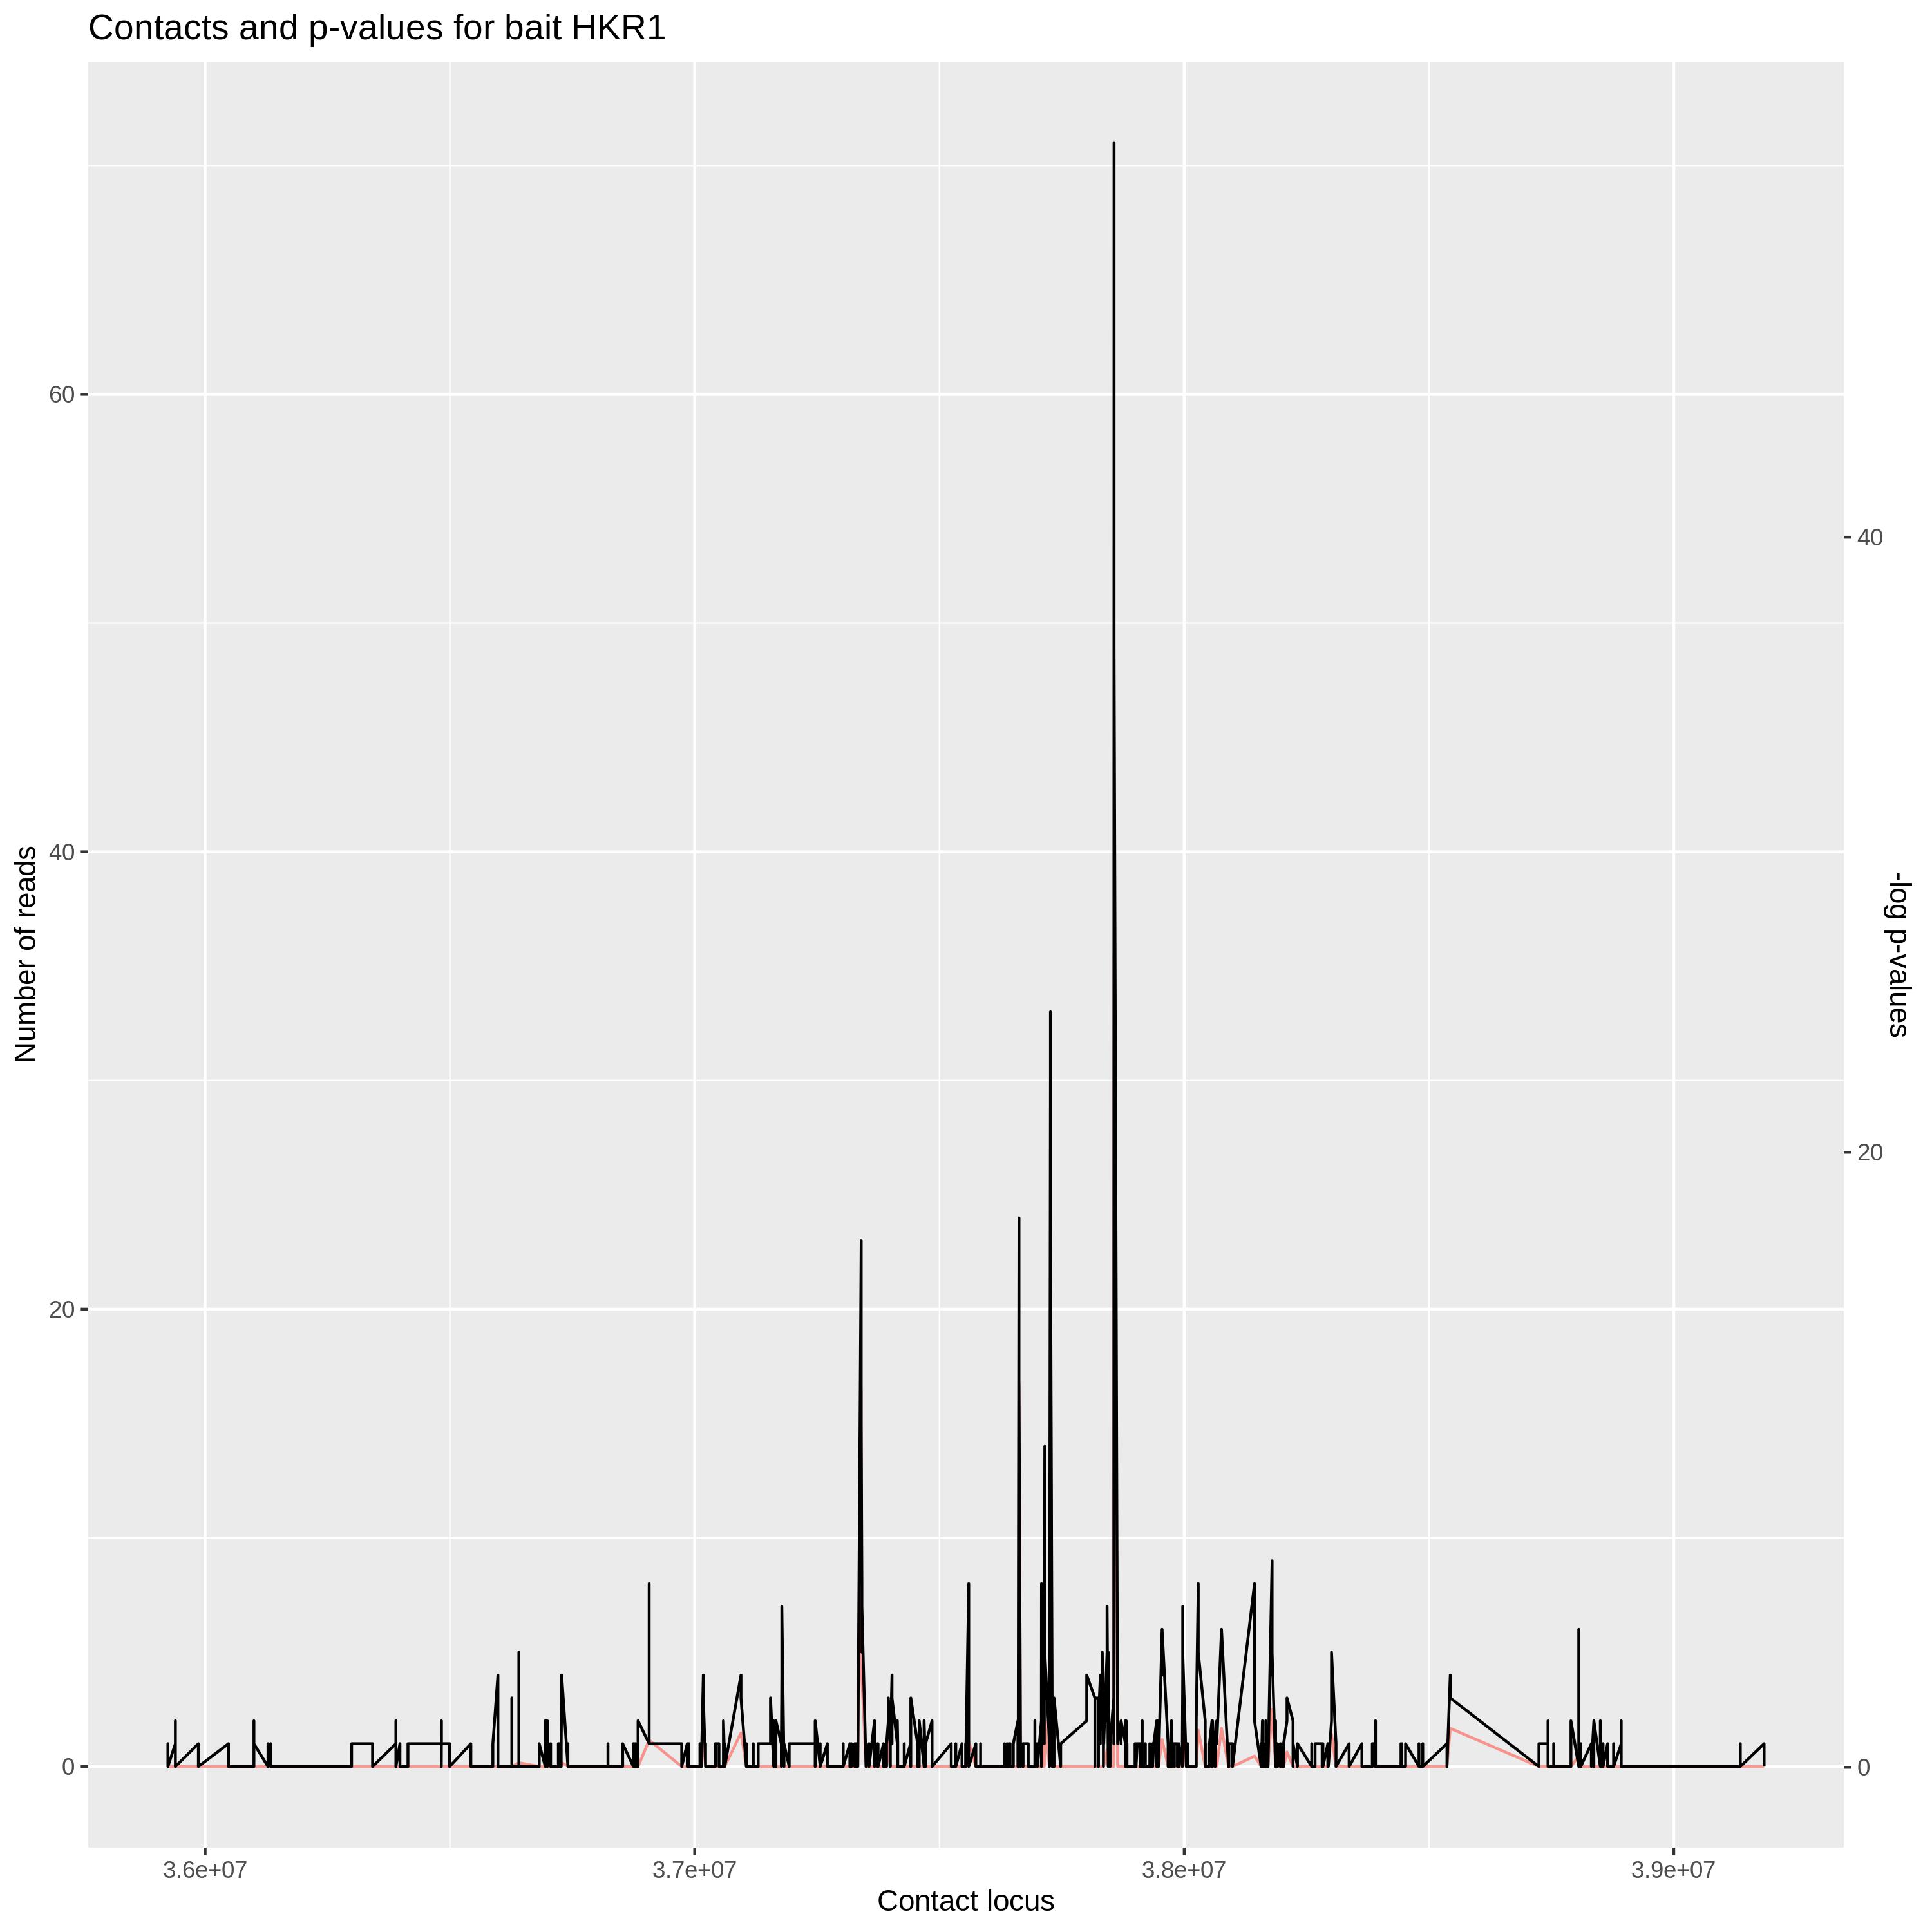 Contacts and p-values for bait HKR1
60
40
20
0
Number of reads
40
20
0
-log p-values
3.6e+07 3.7e+07 3.8e+07 3.9e+07
Contact locus